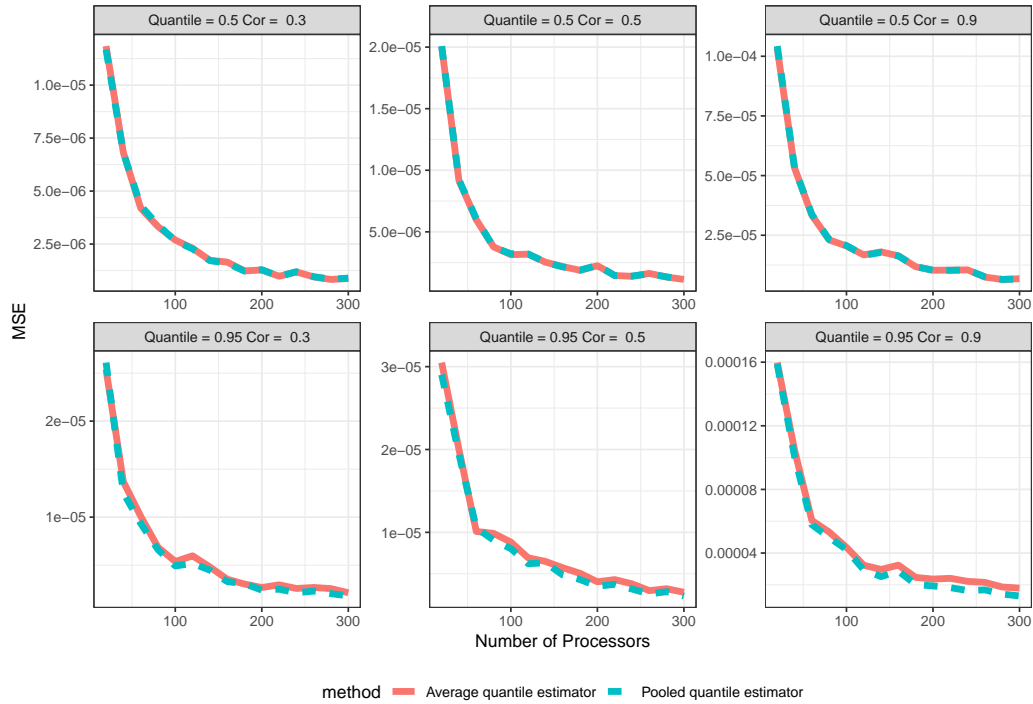 Quantile = 0.5 Cor = 0.3
Quantile = 0.5 Cor = 0.5
Quantile = 0.5 Cor = 0.9
1.0e-05
7.5e-06
5.0e-06
2.5e-06
100 200 300
2.0e-05
1.5e-05
1.0e-05
5.0e-06
100 200 300
1.0e-04
7.5e-05
5.0e-05
2.5e-05
100 200 300
MSE
Quantile = 0.95 Cor = 0.3
Quantile = 0.95 Cor = 0.5
Quantile = 0.95 Cor = 0.9
2e-05
1e-05
100 200 300
3e-05
2e-05
1e-05
100 200 300
0.00016
0.00012
0.00008
0.00004
100 200 300
Number of Processors
method Average quantile estimator Pooled quantile estimator